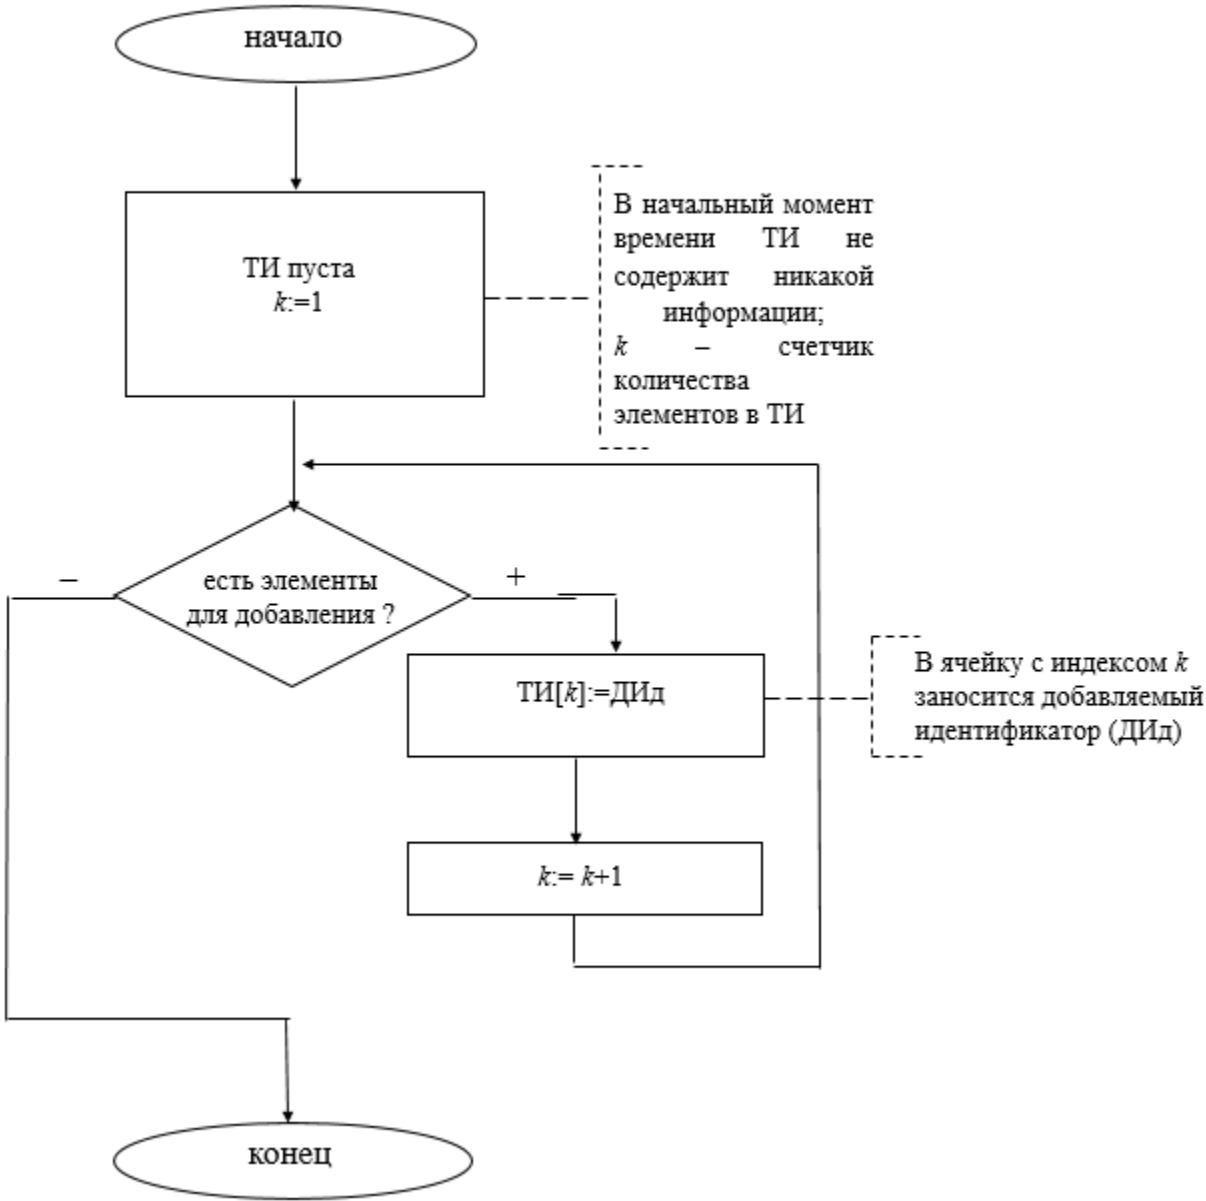 начало
ТИ пуста
k:=1
В начальный момент
времени ТИ не
содержит никакой
информации;
k – счетчик
количества
элементов в ТИ
–
есть элементы
для добавления ?
+
ТИ[k]:=ДИд
В ячейку с индексом k
заносится добавляемый
идентификатор (ДИд)
k:= k+1
конец